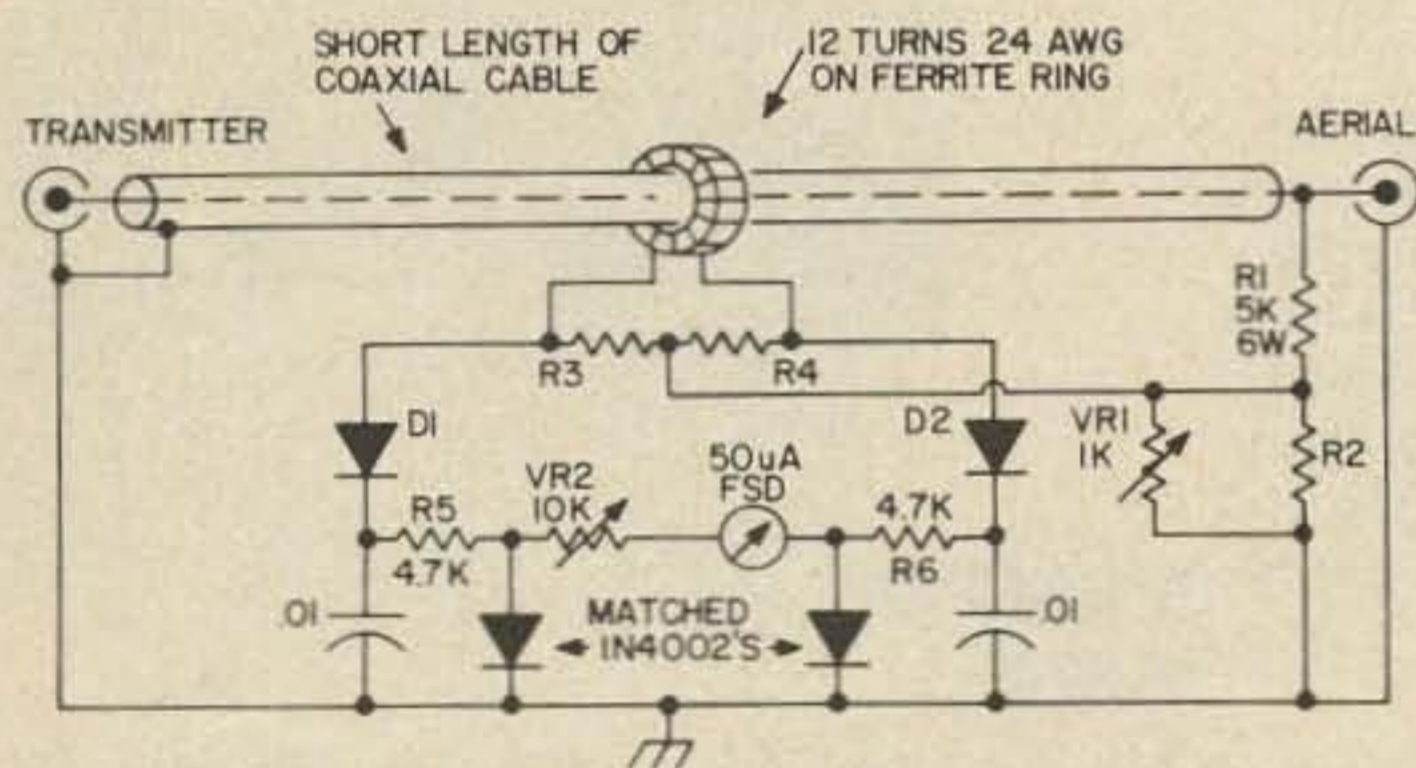 SHORT LENGTH OF
COAXIAL CABLE
12 TURNS 24 AWG
ON FERRITE RING
TRANSMITTER
AERIAL
R1
5K
6W
R3
R4
D1
D2
VR1
1K
R2
VR2
10K
50uA
FSD
R5
4.7K
4.7K
R6
.01
MATCHED
1N4002'S
.01